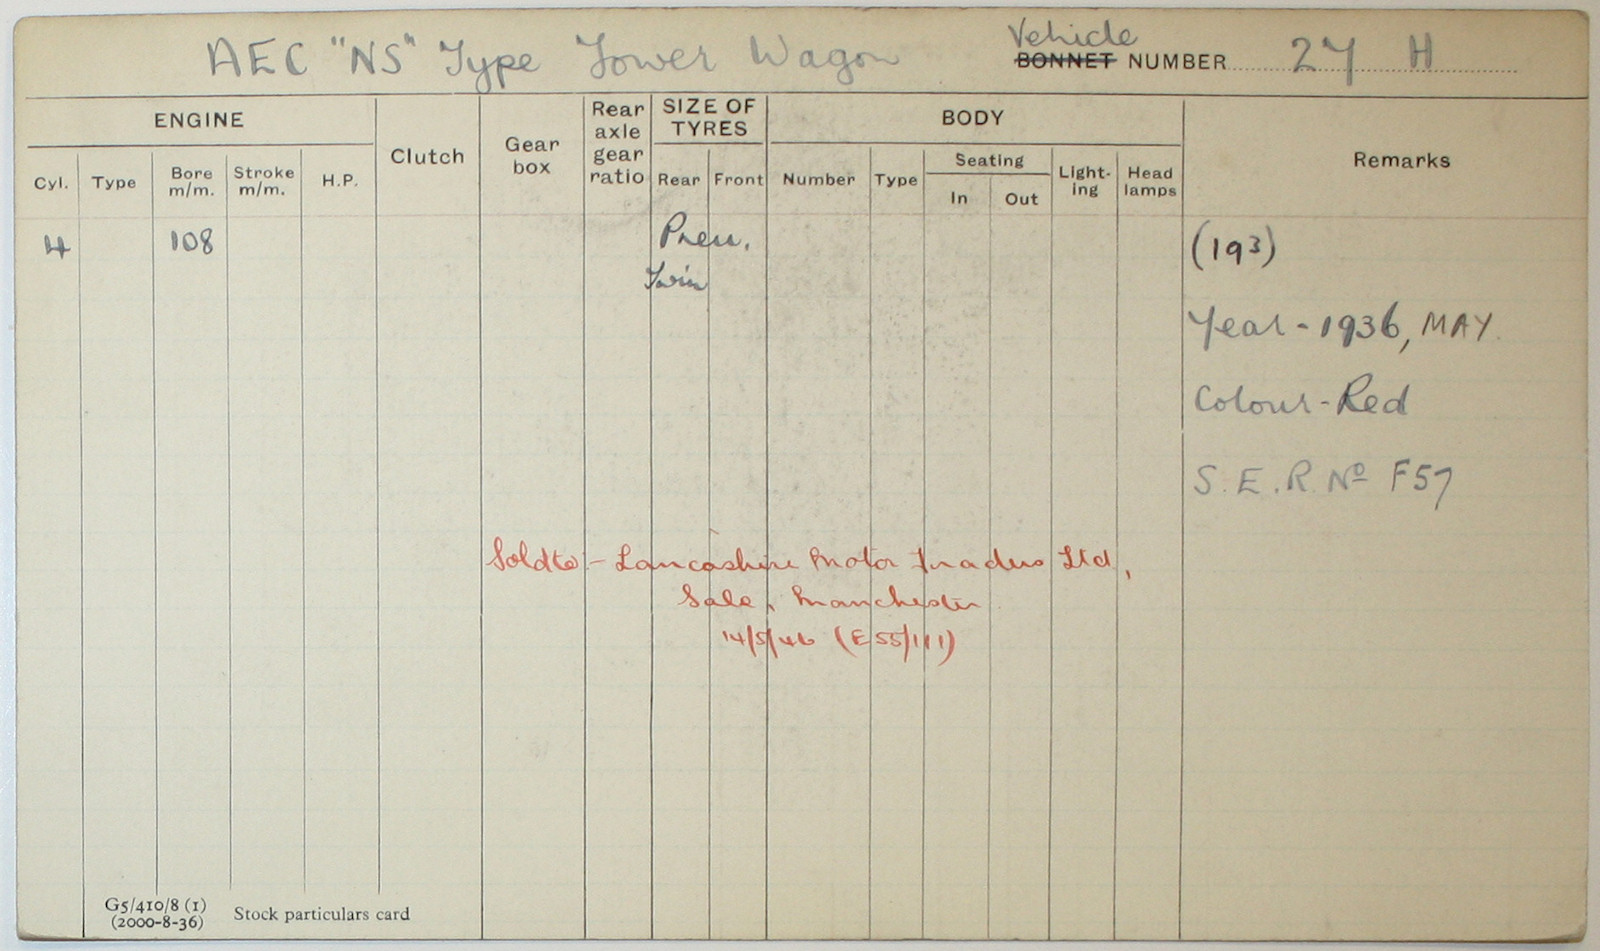 AEC "NS" Type Tower Wagon
Vehicle
BONNET NUMBER 27 H
ENGINE
Clutch
Gear box
Rear axle gear ratio
SIZE OF TYRES
BODY
Remarks
Cyl. Type Bore m/m. Stroke m/m. H.P.
Rear Front
Number Type Seating In Out Light-ing Head lamps
4 108 Pneu.
Twin
(193)
Year - 1936, MAY.
Colour - Red
S.E.R. Nº F57
Sold to - Lancashire Motor Traders Ltd,
Sale, Manchester
14/5/46 (E55/111)
G5/410/8 (1)
(2000-8-36)
Stock particulars card